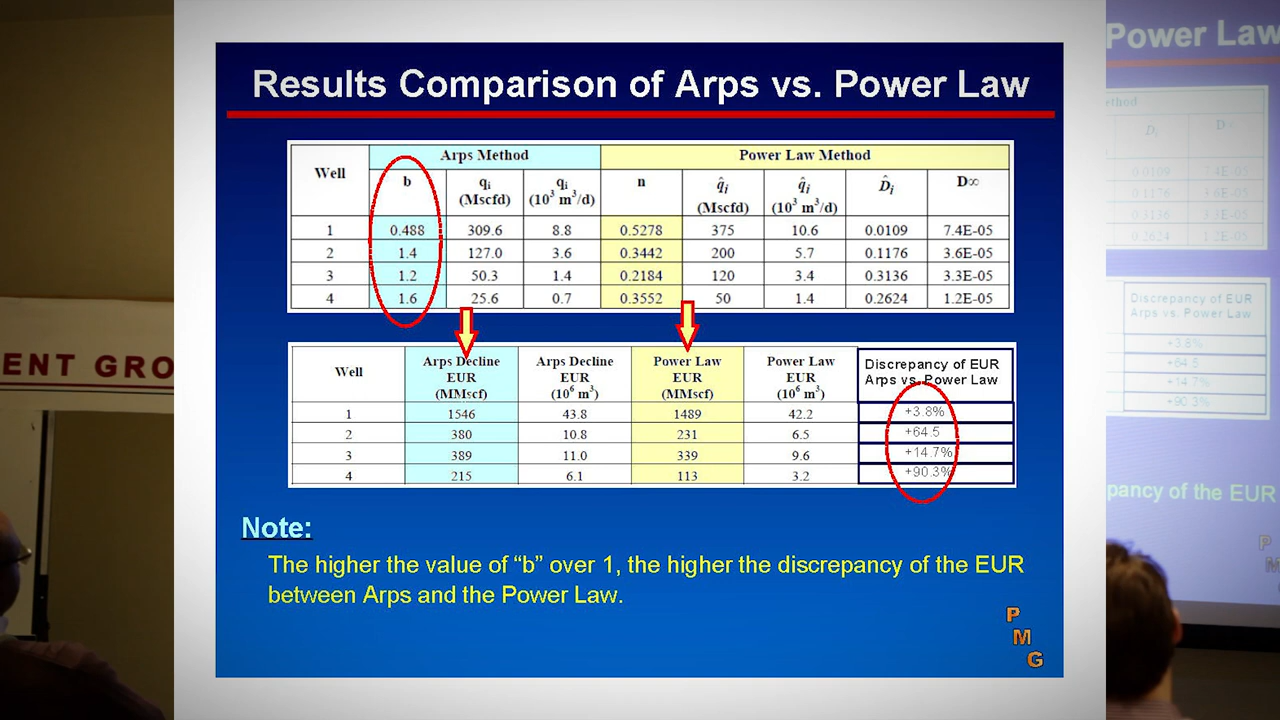 Results Comparison of Arps vs. Power Law
Well Arps Method Power Law Method
b qi (Mscfd) qi (10³ m³/d) n q̂i (Mscfd) q̂i (10³ m³/d) D̂i D∞
1 0.488 309.6 8.8 0.5278 375 10.6 0.0109 7.4E-05
2 1.4 127.0 3.6 0.3442 200 5.7 0.1176 3.6E-05
3 1.2 50.3 1.4 0.2184 120 3.4 0.3136 3.3E-05
4 1.6 25.6 0.7 0.3552 50 1.4 0.2624 1.2E-05
Well Arps Decline EUR (MMscf) Arps Decline EUR (10⁶ m³) Power Law EUR (MMscf) Power Law EUR (10⁶ m³) Discrepancy of EUR Arps vs. Power Law
1 1546 43.8 1489 42.2 +3.8%
2 380 10.8 231 6.5 +64.5
3 389 11.0 339 9.6 +14.7%
4 215 6.1 113 3.2 +90.3%
Note:
The higher the value of “b” over 1, the higher the discrepancy of the EUR
between Arps and the Power Law.
P
M
G
ENT GRO
Power Law
ethod
Di D∞
0.0109 7.4E-05
0.1176 3.6E-05
0.3136 3.3E-05
0.2624 1.2E-05
Discrepancy of EUR
Arps vs. Power Law
+3.8%
+64.5
+14.7%
+90.3%
pancy of the EUR
P
M